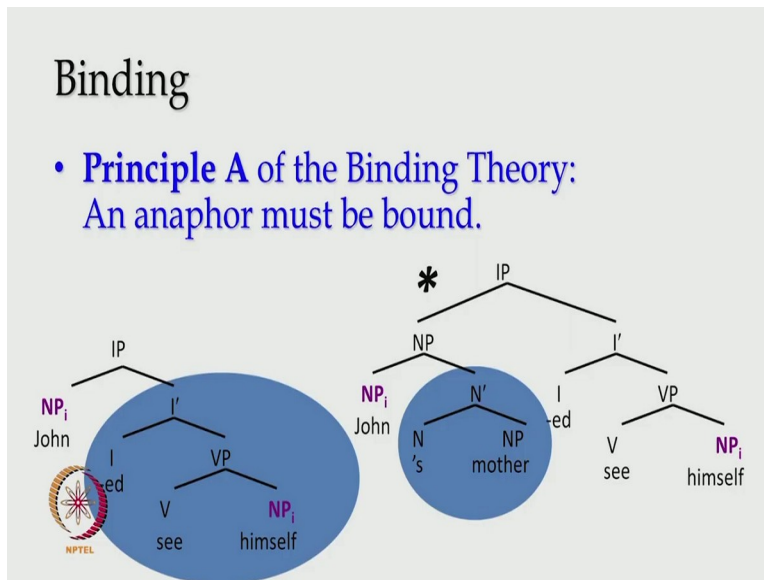 Binding
• Principle A of the Binding Theory:
An anaphor must be bound.
IP
NPi
John
I'
I
-ed
VP
V
see
NPi
himself
NPTEL
*
IP
NP
NPi
John
N'
N
's
NP
mother
I'
I
-ed
VP
V
see
NPi
himself